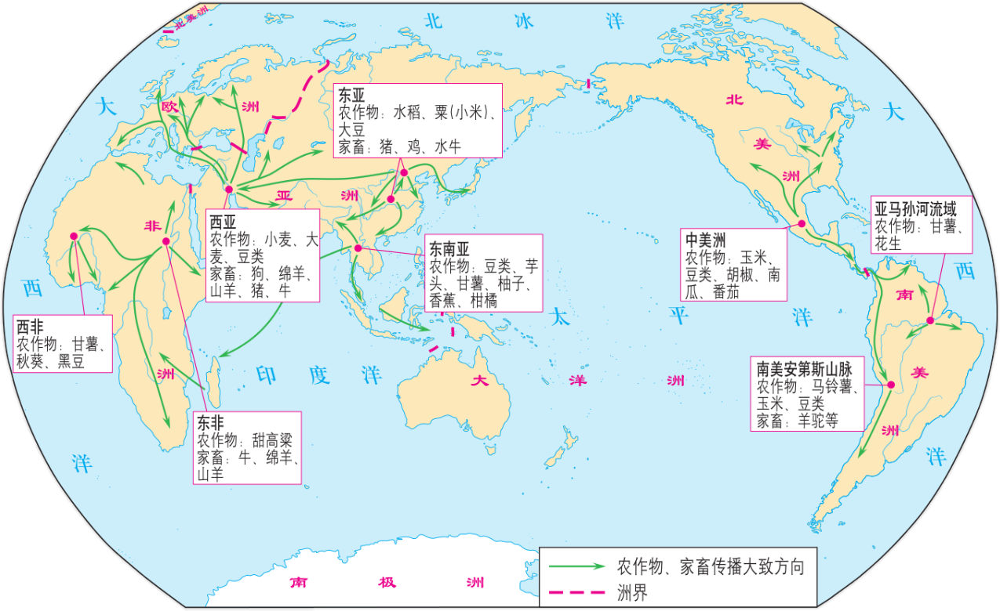 北美洲
北冰洋
大
欧洲
东亚
农作物：水稻、粟(小米)、
大豆
家畜：猪、鸡、水牛
北
美
洲
大
亚洲
非
西亚
农作物：小麦、大
麦、豆类
家畜：狗、绵羊、
山羊、猪、牛
东南亚
农作物：豆类、芋
头、甘薯、柚子、
香蕉、柑橘
中美洲
农作物：玉米、
豆类、胡椒、南
瓜、番茄
亚马孙河流域
农作物：甘薯、
花生
西
西
太平洋
南
西非
农作物：甘薯、
秋葵、黑豆
洲
印度洋
大洋洲
南美安第斯山脉
农作物：马铃薯、
玉米、豆类
家畜：羊驼等
美
洲
东非
农作物：甜高粱
家畜：牛、绵羊、
山羊
洋
洋
南极洲
农作物、家畜传播大致方向
洲界